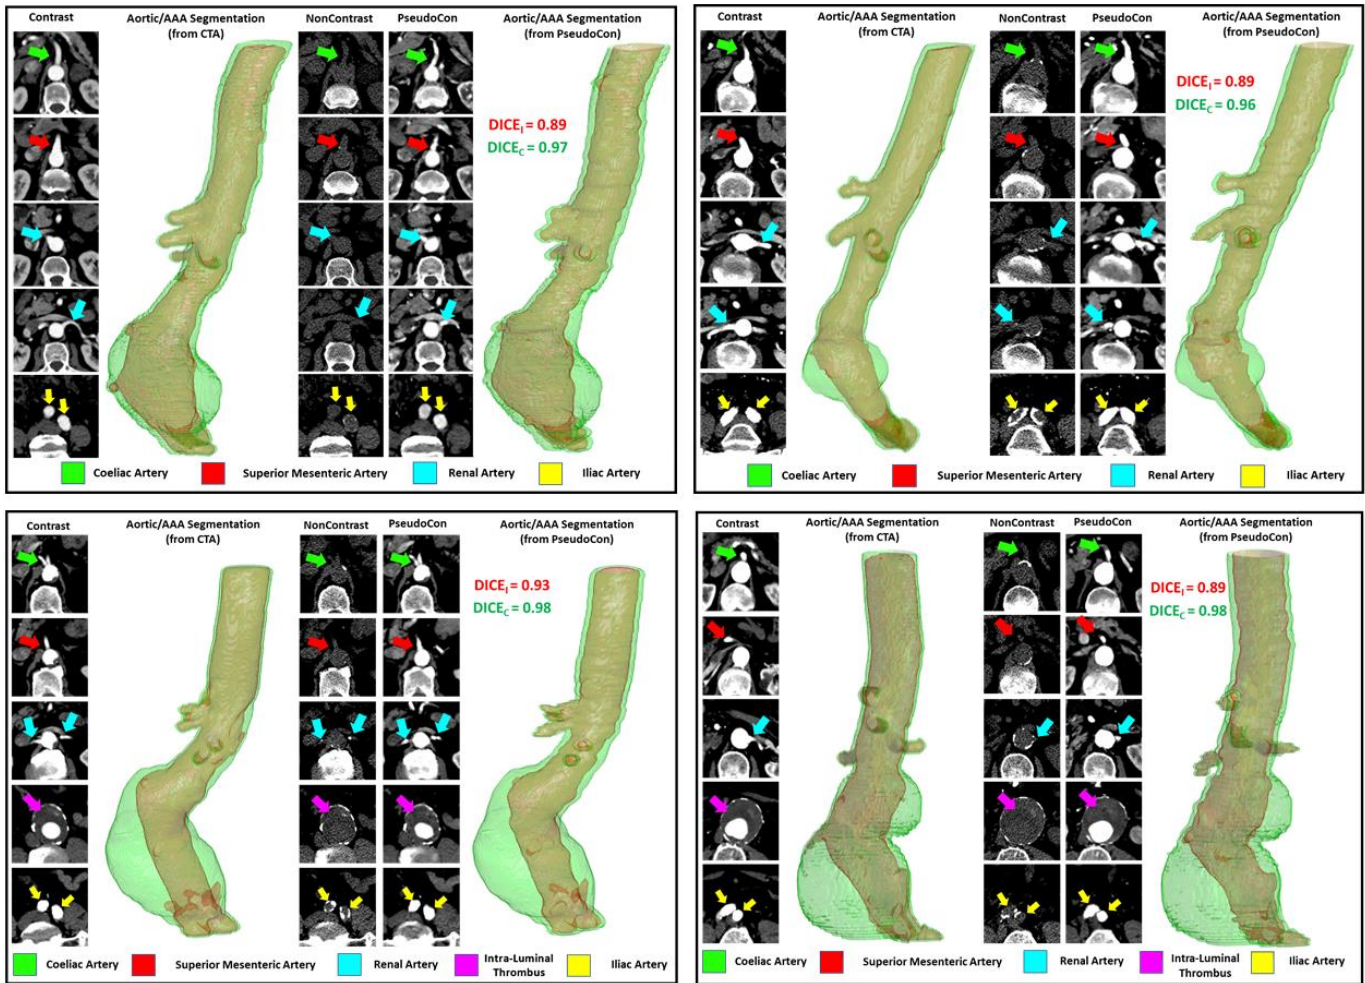 Contrast
Aortic/AAA Segmentation
(from CTA)
NonContrast
PseudoCon
Aortic/AAA Segmentation
(from PseudoCon)
DICE_I = 0.89
DICE_C = 0.97
Coeliac Artery
Superior Mesenteric Artery
Renal Artery
Iliac Artery
Contrast
Aortic/AAA Segmentation
(from CTA)
NonContrast
PseudoCon
Aortic/AAA Segmentation
(from PseudoCon)
DICE_I = 0.89
DICE_C = 0.96
Coeliac Artery
Superior Mesenteric Artery
Renal Artery
Iliac Artery
Contrast
Aortic/AAA Segmentation
(from CTA)
NonContrast
PseudoCon
Aortic/AAA Segmentation
(from PseudoCon)
DICE_I = 0.93
DICE_C = 0.98
Coeliac Artery
Superior Mesenteric Artery
Renal Artery
Intra-Luminal
Thrombus
Iliac Artery
Contrast
Aortic/AAA Segmentation
(from CTA)
NonContrast
PseudoCon
Aortic/AAA Segmentation
(from PseudoCon)
DICE_I = 0.89
DICE_C = 0.98
Coeliac Artery
Superior Mesenteric Artery
Renal Artery
Intra-Luminal
Thrombus
Iliac Artery